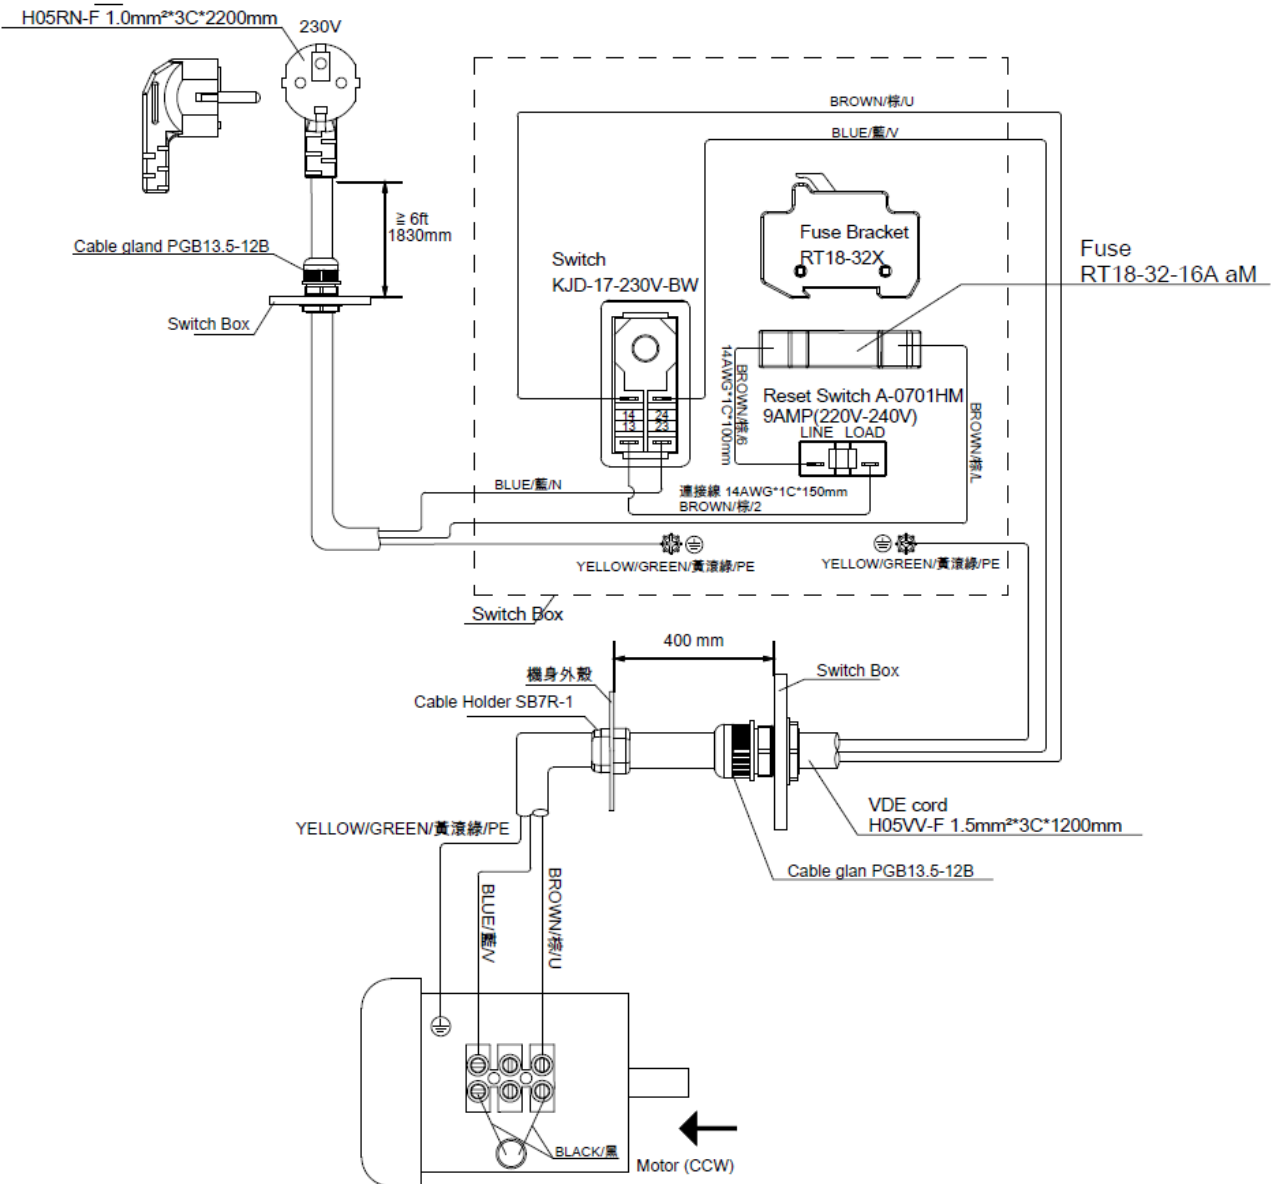 H05RN-F 1.0mm²*3C*2200mm
230V
BROWN/棕/U
BLUE/藍/V
≧ 6ft
1830mm
Cable gland PGB13.5-12B
Switch Box
Switch
KJD-17-230V-BW
Fuse Bracket
RT18-32X
Fuse
RT18-32-16A aM
14
13
24
23
BROWN/棕/6
14AWG*1C*100mm
Reset Switch A-0701HM
9AMP(220V-240V)
LINE LOAD
BROWN/棕/L
BLUE/藍/N
連接線 14AWG*1C*150mm
BROWN/棕/2
YELLOW/GREEN/黃滾綠/PE
YELLOW/GREEN/黃滾綠/PE
Switch Box
400 mm
機身外殼
Switch Box
Cable Holder SB7R-1
VDE cord
H05VV-F 1.5mm²*3C*1200mm
Cable glan PGB13.5-12B
YELLOW/GREEN/黃滾綠/PE
BLUE/藍/V
BROWN/棕/U
BLACK/黑
Motor (CCW)